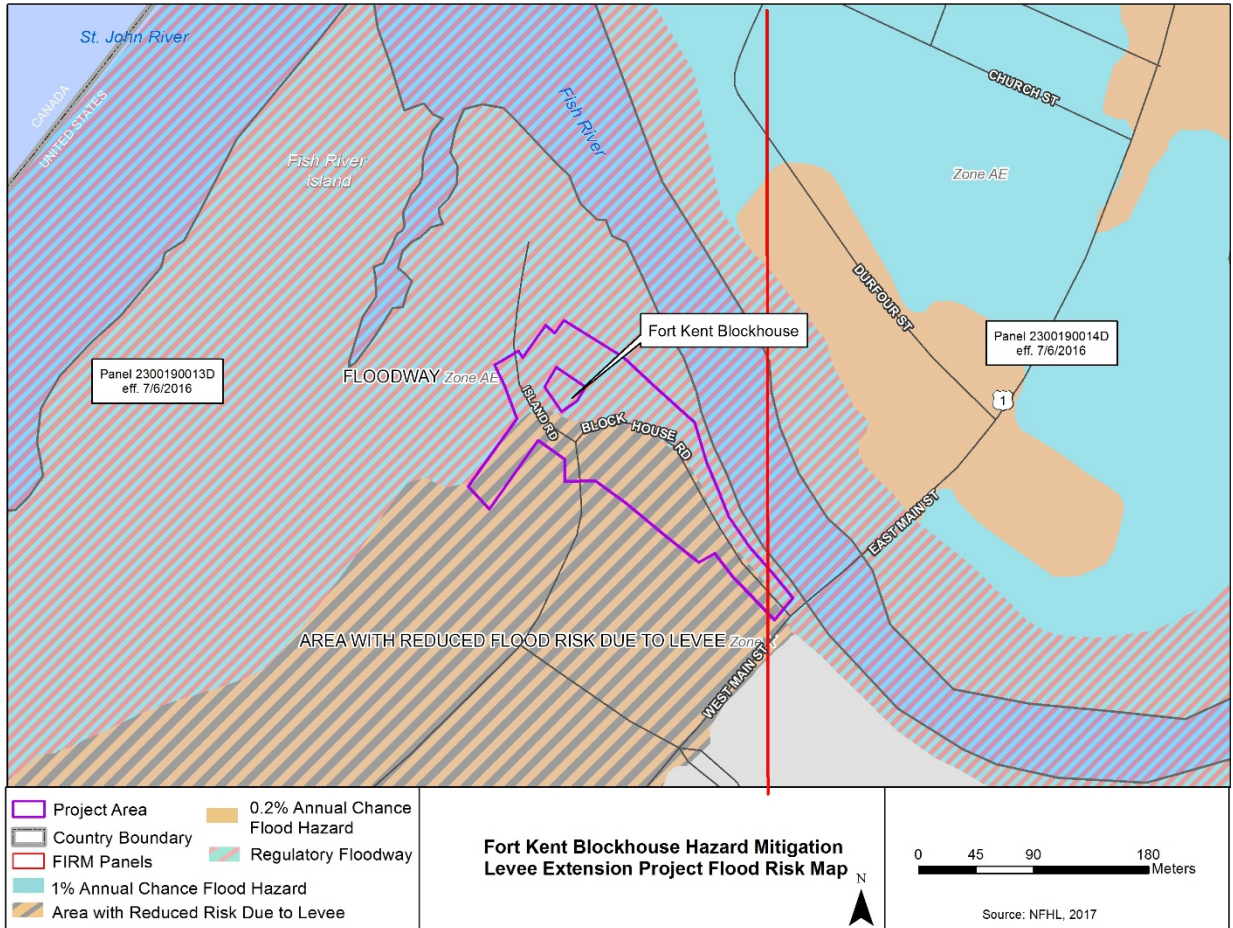 St. John River
CANADA
UNITED STATES
Fish River
island
Fish River
CHURCH ST
Zone AE
DURFOUR ST
Panel 2300190013D
eff. 7/6/2016
Fort Kent Blockhouse
Panel 2300190014D
eff. 7/6/2016
FLOODWAY Zone AE
1
ISLAND RD
BLOCK HOUSE RD
EAST MAIN ST
AREA WITH REDUCED FLOOD RISK DUE TO LEVEE Zone
WEST MAIN ST
Project Area
Country Boundary
FIRM Panels
1% Annual Chance Flood Hazard
Area with Reduced Risk Due to Levee
0.2% Annual Chance
Flood Hazard
Regulatory Floodway
Fort Kent Blockhouse Hazard Mitigation
Levee Extension Project Flood Risk Map
N
0 45 90 180
Meters
Source: NFHL, 2017